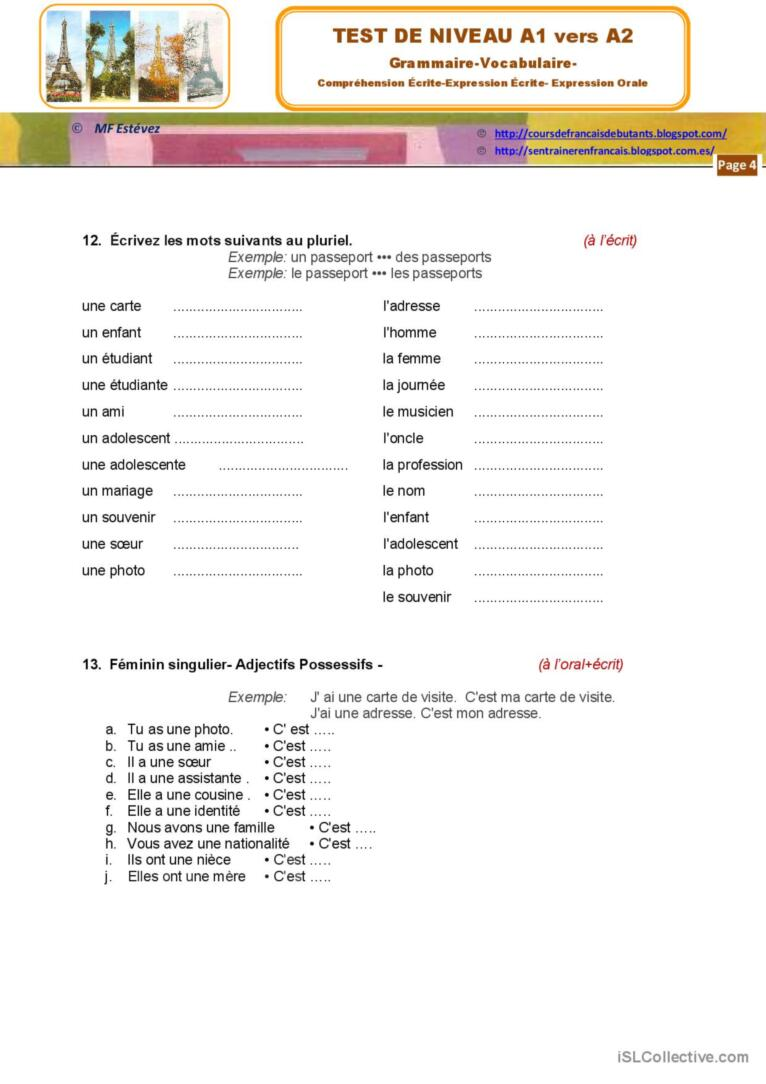 TEST DE NIVEAU A1 vers A2
Grammaire-Vocabulaire-
Compréhension Écrite-Expression Écrite- Expression Orale
© MF Estévez
© http://coursdefrancaisdebutants.blogspot.com/
© http://sentrainerenfrancais.blogspot.com.es/
Page 4
12. Écrivez les mots suivants au pluriel. (à l'écrit)
Exemple: un passeport ••• des passeports
Exemple: le passeport ••• les passeports
une carte ................................. l'adresse .................................
un enfant ................................. l'homme .................................
un étudiant ................................. la femme .................................
une étudiante ................................. la journée .................................
un ami ................................. le musicien .................................
un adolescent ................................. l'oncle .................................
une adolescente ................................. la profession .................................
un mariage ................................. le nom .................................
un souvenir ................................. l'enfant .................................
une sœur ................................ l'adolescent .................................
une photo ................................. la photo .................................
le souvenir .................................
13. Féminin singulier- Adjectifs Possessifs - (à l'oral+écrit)
Exemple: J' ai une carte de visite. C'est ma carte de visite.
J'ai une adresse. C'est mon adresse.
a. Tu as une photo. • C' est …..
b. Tu as une amie .. • C'est …..
c. Il a une sœur • C'est …..
d. Il a une assistante . • C'est …..
e. Elle a une cousine . • C'est …..
f. Elle a une identité • C'est …..
g. Nous avons une famille • C'est …..
h. Vous avez une nationalité • C'est ….
i. Ils ont une nièce • C'est …..
j. Elles ont une mère • C'est …..
iSLCollective.com